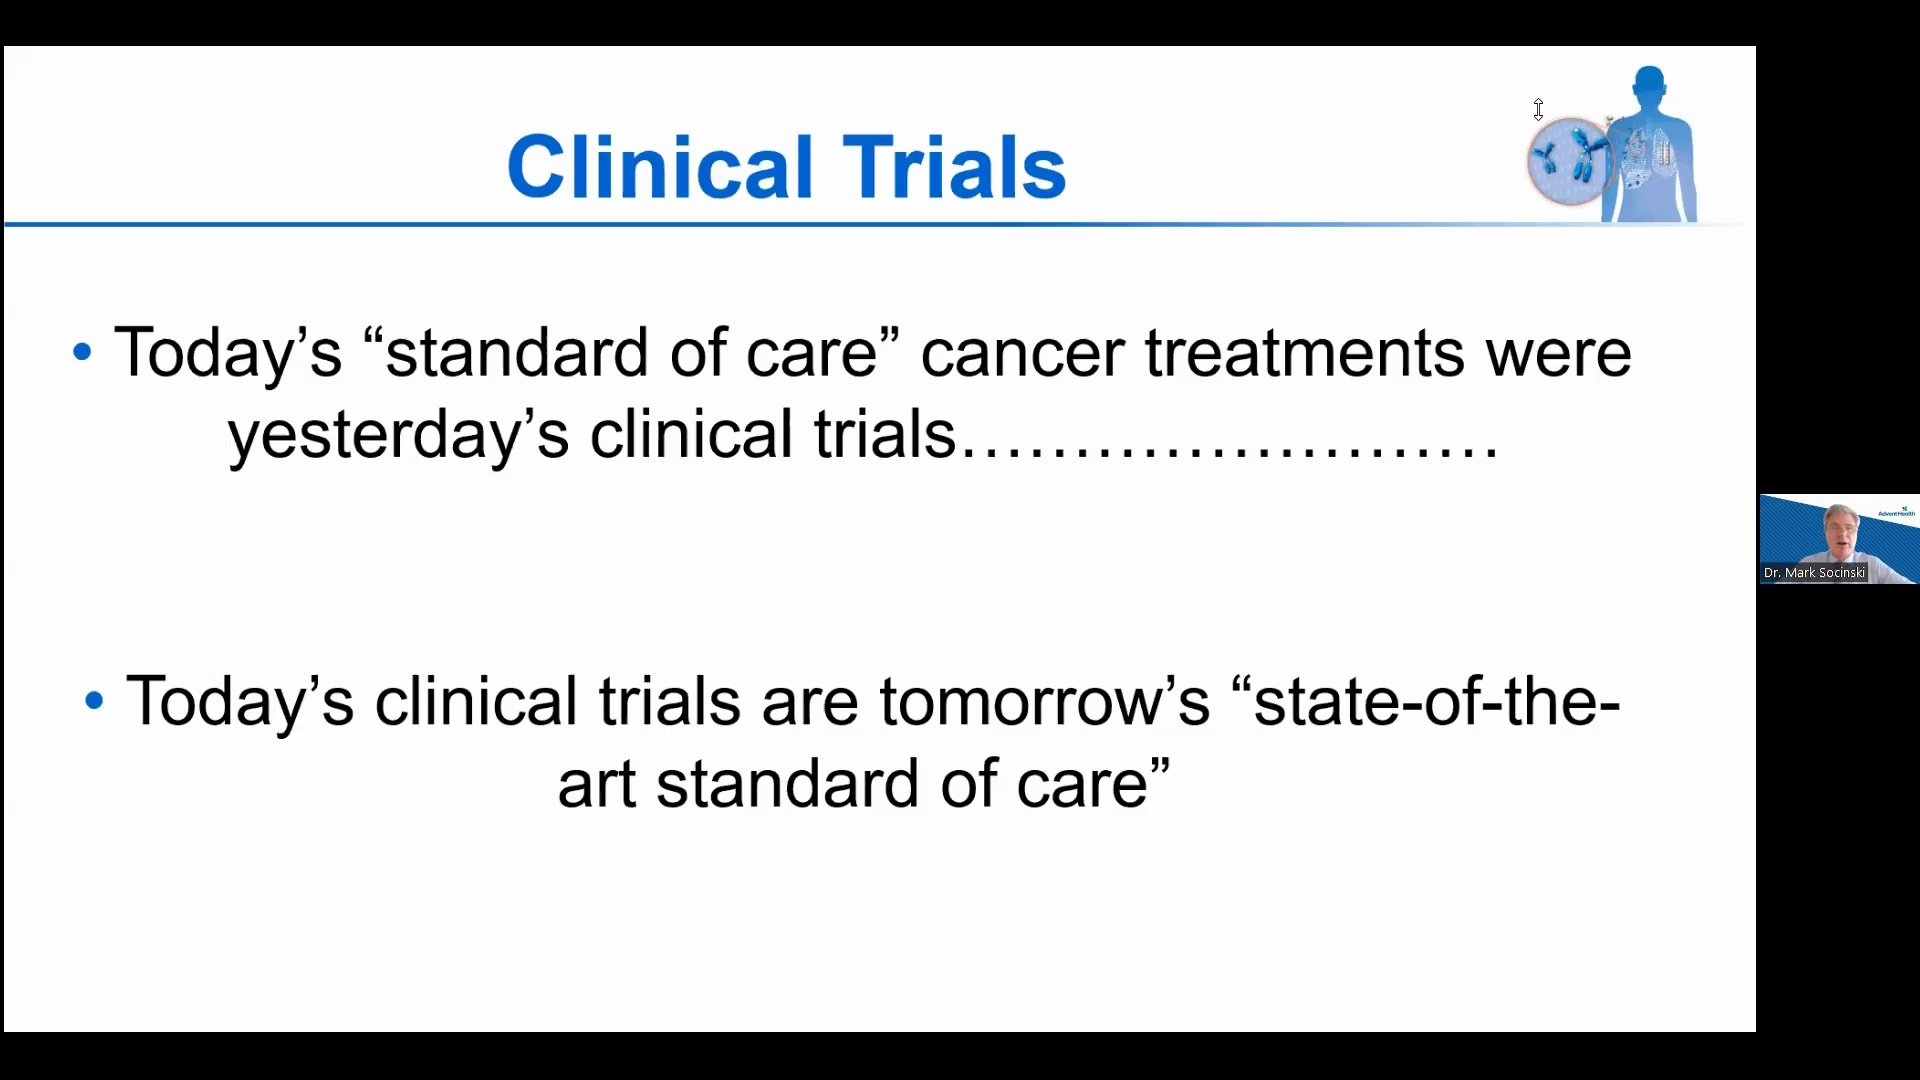 Clinical Trials
• Today’s “standard of care” cancer treatments were
yesterday’s clinical trials……………………
• Today’s clinical trials are tomorrow’s “state-of-the-
art standard of care”
AdventHealth
Dr. Mark Socinski